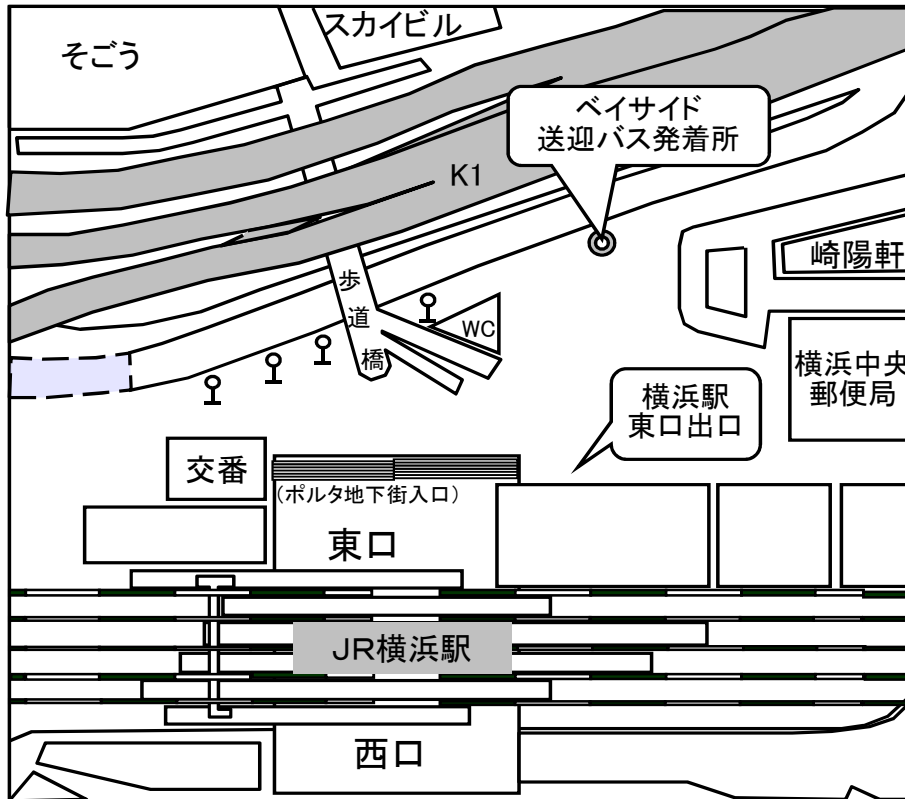 スカイビル
そごう
ベイサイド
送迎バス発着所
K1
崎陽軒
歩
道
橋
WC
横浜中央
郵便局
横浜駅
東口出口
交番
（ポルタ地下街入口）
東口
JR横浜駅
西口